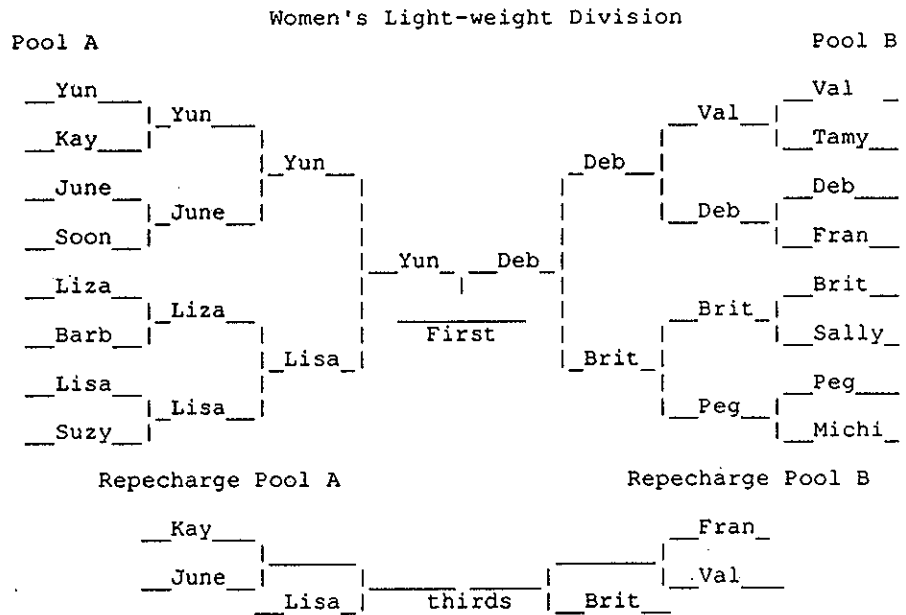 Women's Light-weight Division
Pool A Pool B
Yun Val
Yun Val
Kay Tamy
Yun Deb
June Deb
June Deb
Soon Fran
Yun Deb
Liza Brit
Liza Brit
First
Barb Sally
Lisa Brit
Lisa Peg
Lisa Peg
Suzy Michi
Repecharge Pool A Repecharge Pool B
Kay Fran
June Val
Lisa thirds Brit